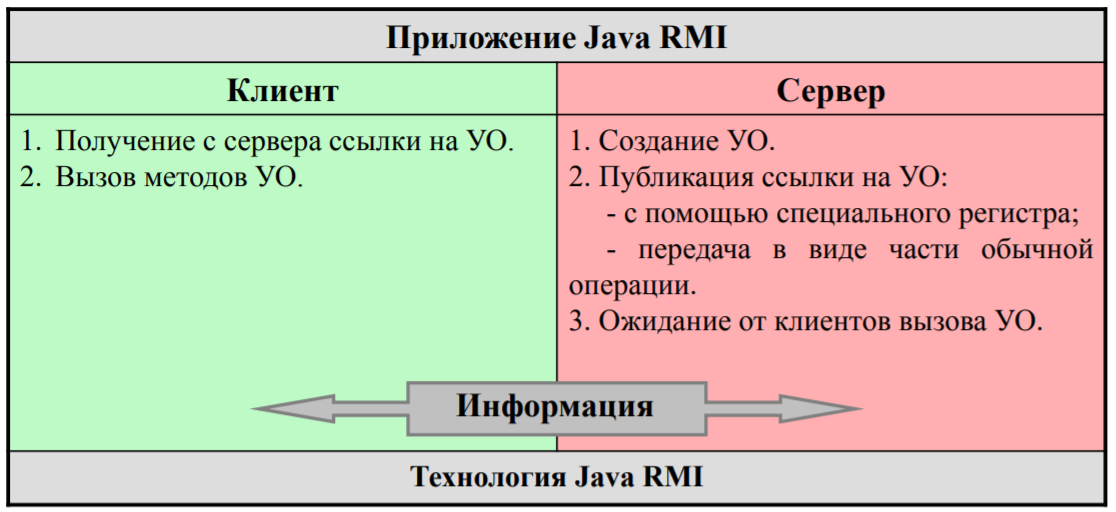 Приложение Java RMI
Клиент
1. Получение с сервера ссылки на УО.
2. Вызов методов УО.
Сервер
1. Создание УО.
2. Публикация ссылки на УО:
- с помощью специального регистра;
- передача в виде части обычной
операции.
3. Ожидание от клиентов вызова УО.
Информация
Технология Java RMI